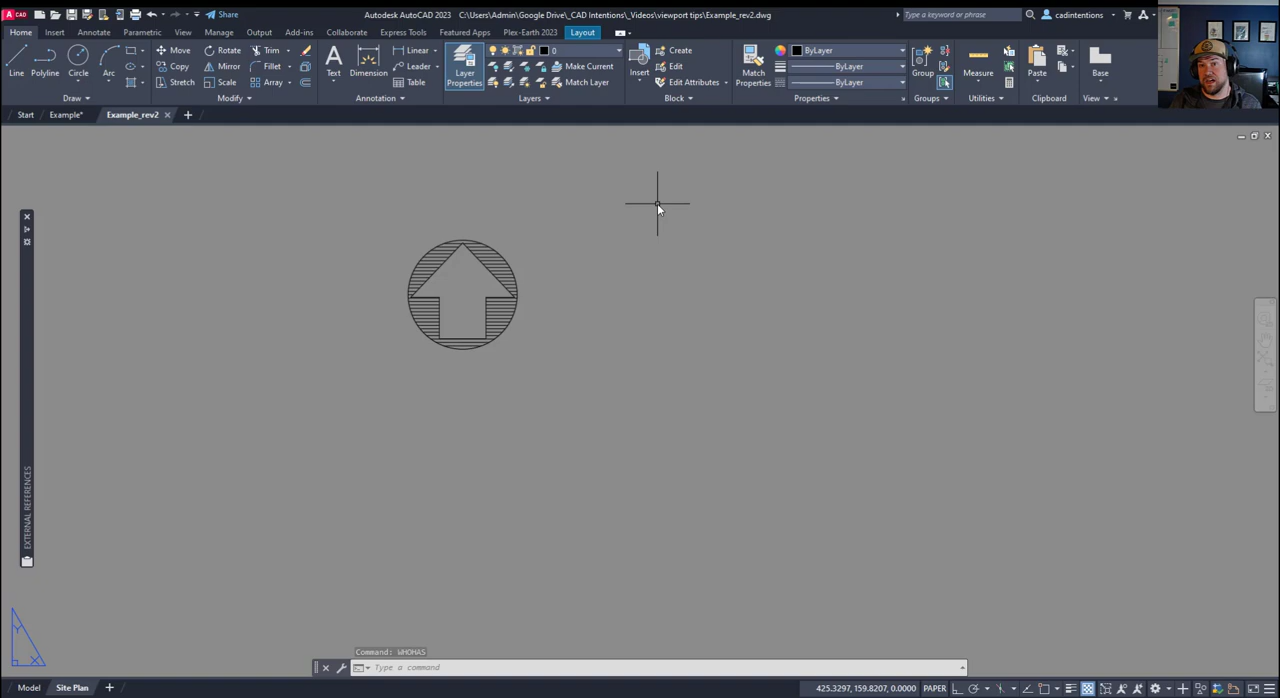 CAD Share Autodesk AutoCAD 2023 C:\Users\Admin\Google Drive\_CAD Intentions\_Videos\viewport tips\Example_rev2.dwg Type a keyword or phrase cadintentions
Home Insert Annotate Parametric View Manage Output Add-ins Collaborate Express Tools Featured Apps Plex-Earth 2023 Layout
Line Polyline Circle Arc
Move Rotate Trim
Copy Mirror Fillet
Stretch Scale Array
Text Dimension
Linear
Leader
Table
Layer Properties
0
Make Current
Match Layer
Insert
Create
Edit
Edit Attributes
Match Properties
ByLayer
ByLayer
ByLayer
Group Measure Paste Base
Draw Modify Annotation Layers Block Properties Groups Utilities Clipboard View
Start Example* Example_rev2
EXTERNAL REFERENCES
Y
X
Command: WHOHAS
Type a command
Model Site Plan 425.3297, 159.8207, 0.0000 PAPER